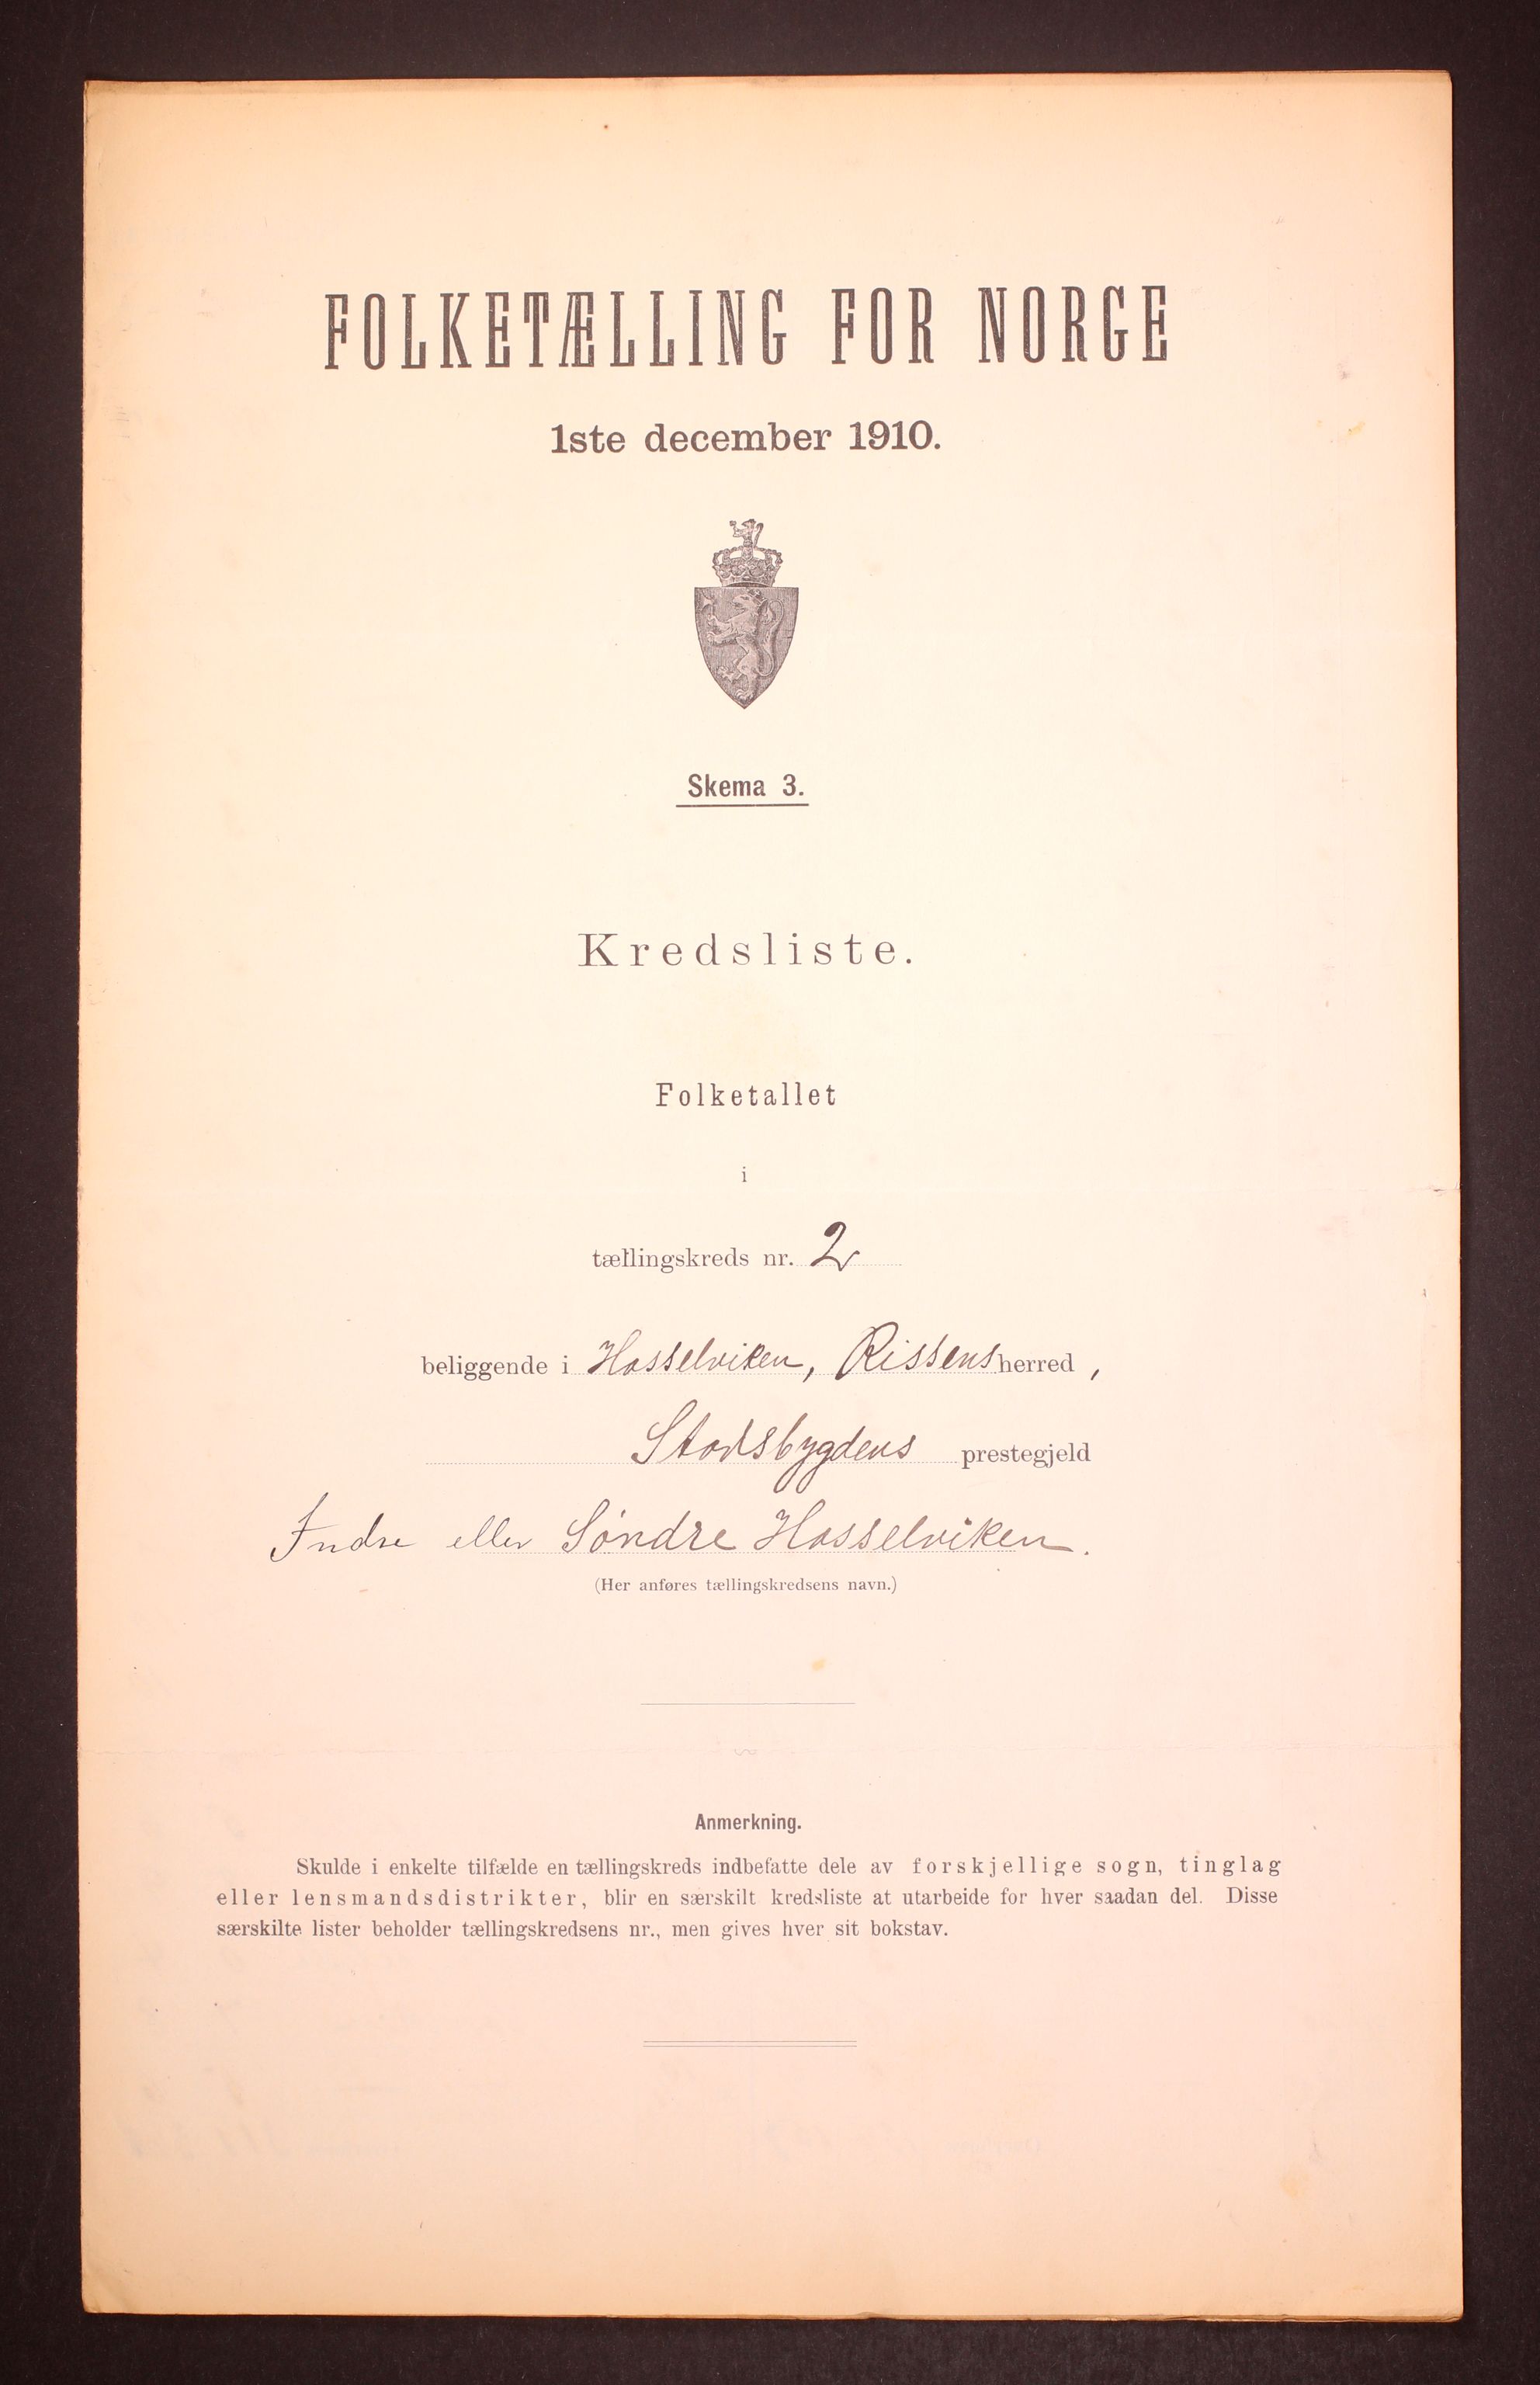 FOLKETÆLLING FOR NORGE
1ste december 1910.
Skema 3.
Kredsliste.
Folketallet
i
tællingskreds nr. 2
beliggende i Hasselviken, Rissens herred,
Stadsbygdens prestegjeld
Indre eller Søndre Hasselviken.
(Her anføres tællingskredsens navn.)
Anmerkning.
Skulde i enkelte tilfælde en tællingskreds indbefatte dele av forskjellige sogn, tinglag
eller lensmandsdistrikter, blir en særskilt kredsliste at utarbeide for hver saadan del. Disse
særskilte lister beholder tællingskredsens nr., men gives hver sit bokstav.